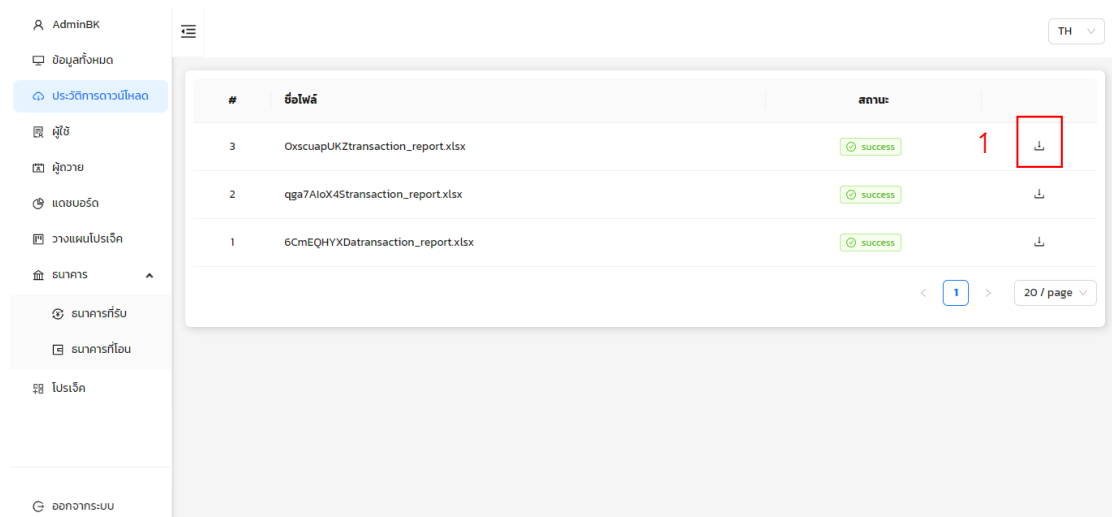 AdminBK
TH
ข้อมูลทั้งหมด
ประวัติการดาวน์โหลด
ผู้ใช้
ผู้ถวาย
แดชบอร์ด
วางแผนโปรเจ็ค
ธนาคาร
ธนาคารที่รับ
ธนาคารที่โอน
โปรเจ็ค
ออกจากระบบ
# ชื่อไฟล์ สถานะ
3 OxscuapUKZtransaction_report.xlsx success 1
2 qga7AIoX4Stransaction_report.xlsx success
1 6CmEQHYXDatransaction_report.xlsx success
< 1 > 20 / page